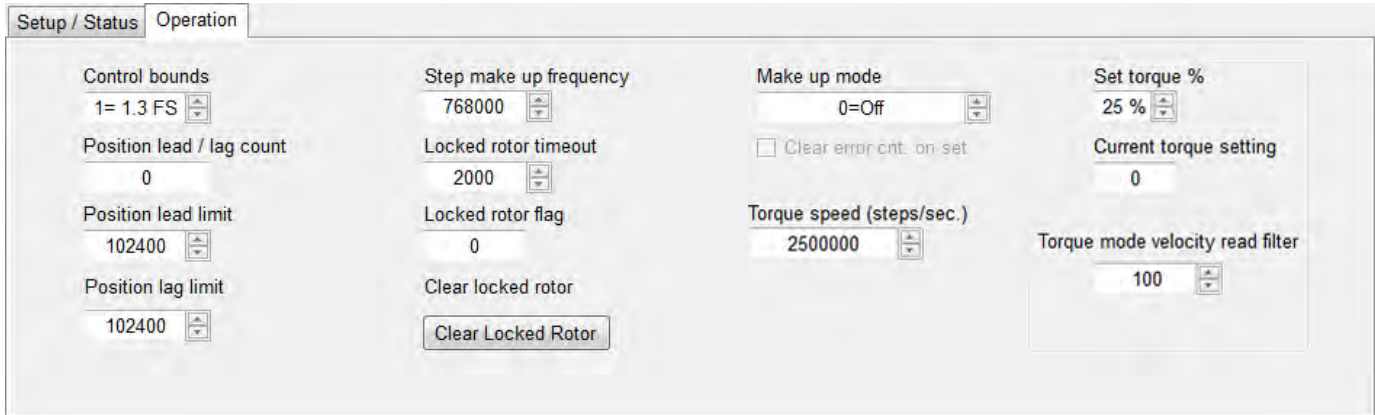 Setup / Status
Operation
Control bounds
1= 1.3 FS
Position lead / lag count
0
Position lead limit
102400
Position lag limit
102400
Step make up frequency
768000
Locked rotor timeout
2000
Locked rotor flag
0
Clear locked rotor
Clear Locked Rotor
Make up mode
0=Off
Clear error cnt. on set
Torque speed (steps/sec.)
2500000
Set torque %
25 %
Current torque setting
0
Torque mode velocity read filter
100